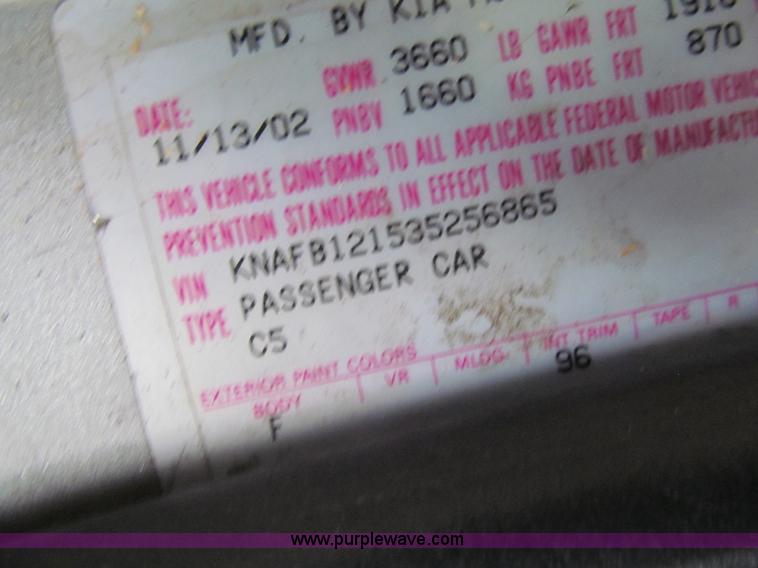 MFD. BY KIA
DATE: GVWR 3660 LB GAWR FRT
11/13/02 PNBV 1660 KG PNBE FRT 870
THIS VEHICLE CONFORMS TO ALL APPLICABLE FEDERAL MOTOR VEHIC
PREVENTION STANDARDS IN EFFECT ON THE DATE OF MANUFACTU
VIN KNAFB121535256865
TYPE PASSENGER CAR
C5
EXTERIOR PAINT COLORS
BODY VR MLDG. INT TRIM TAPE R
F 96
www.purplewave.com